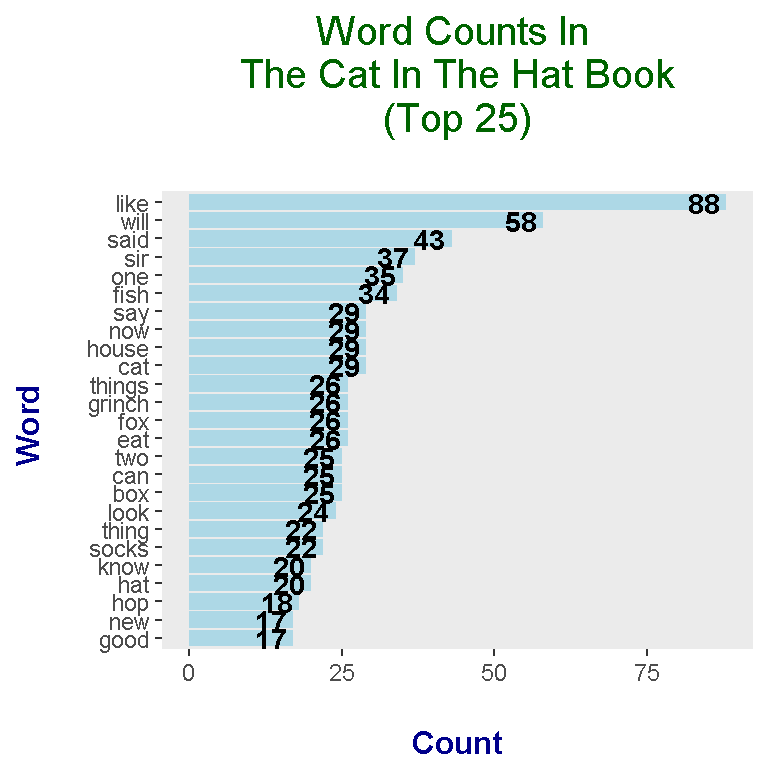 Word Counts In
The Cat In The Hat Book
(Top 25)
Word
like 88
will 58
said 43
sir 37
one 35
fish 34
say 29
now 29
house 29
cat 29
things 26
grinch 26
fox 26
eat 26
two 25
can 25
box 25
look 24
thing 22
socks 22
know 20
hat 20
hop 18
new 17
good 17
0 25 50 75
Count